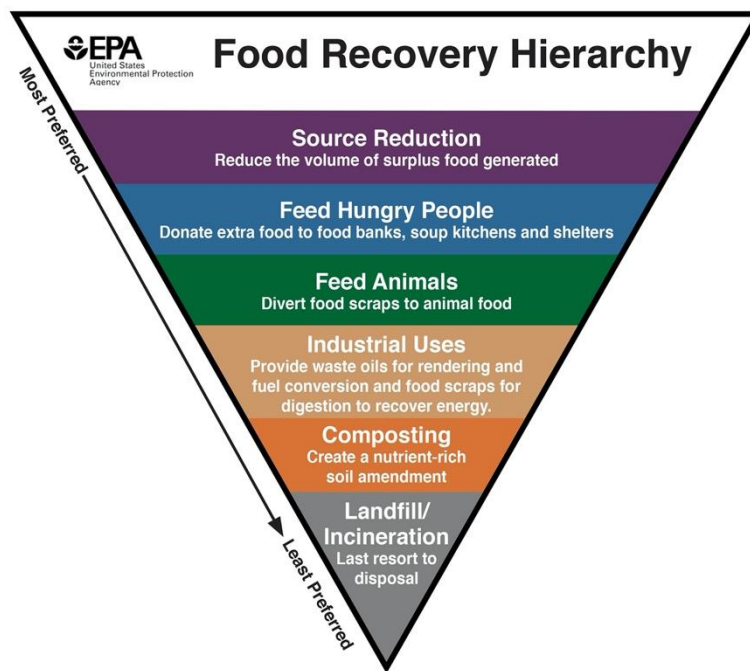 EPA
United States
Environmental Protection
Agency
Food Recovery Hierarchy
Most Preferred
Source Reduction
Reduce the volume of surplus food generated
Feed Hungry People
Donate extra food to food banks, soup kitchens and shelters
Feed Animals
Divert food scraps to animal food
Industrial Uses
Provide waste oils for rendering and
fuel conversion and food scraps for
digestion to recover energy.
Composting
Create a nutrient-rich
soil amendment
Landfill/
Incineration
Last resort to
disposal
Least Preferred